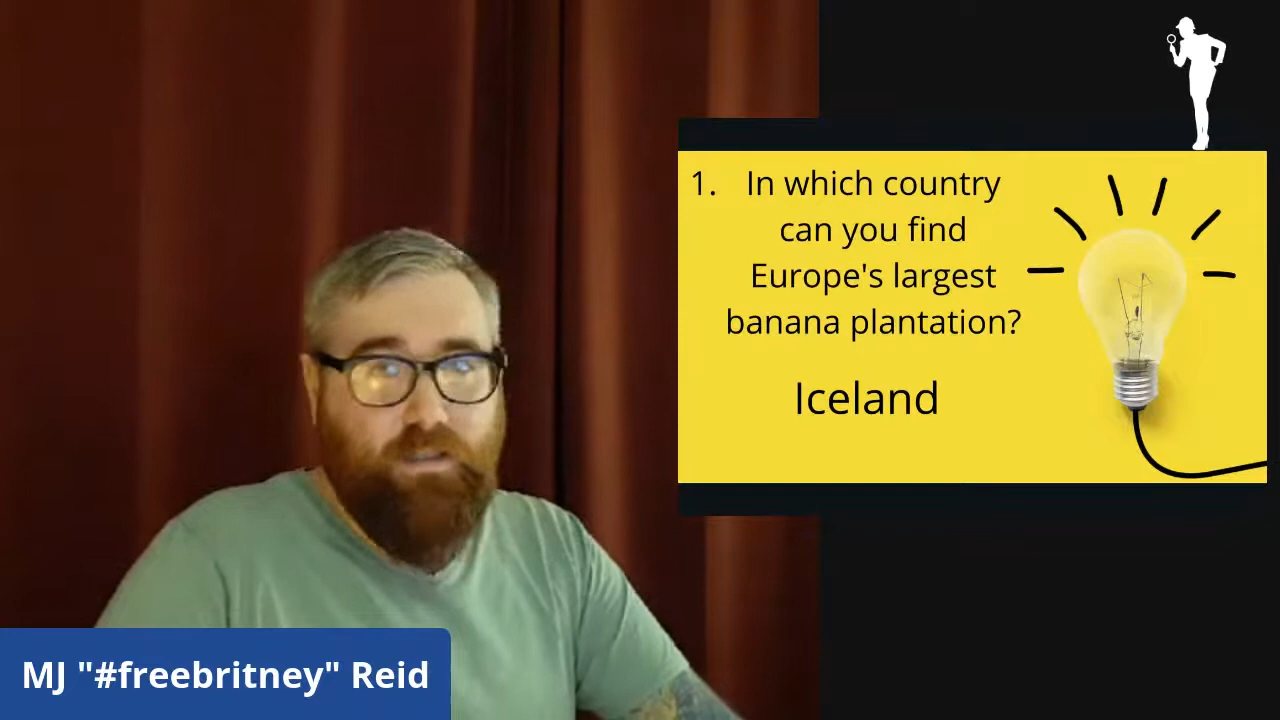 1. In which country
can you find
Europe's largest
banana plantation?
Iceland
MJ "#freebritney" Reid